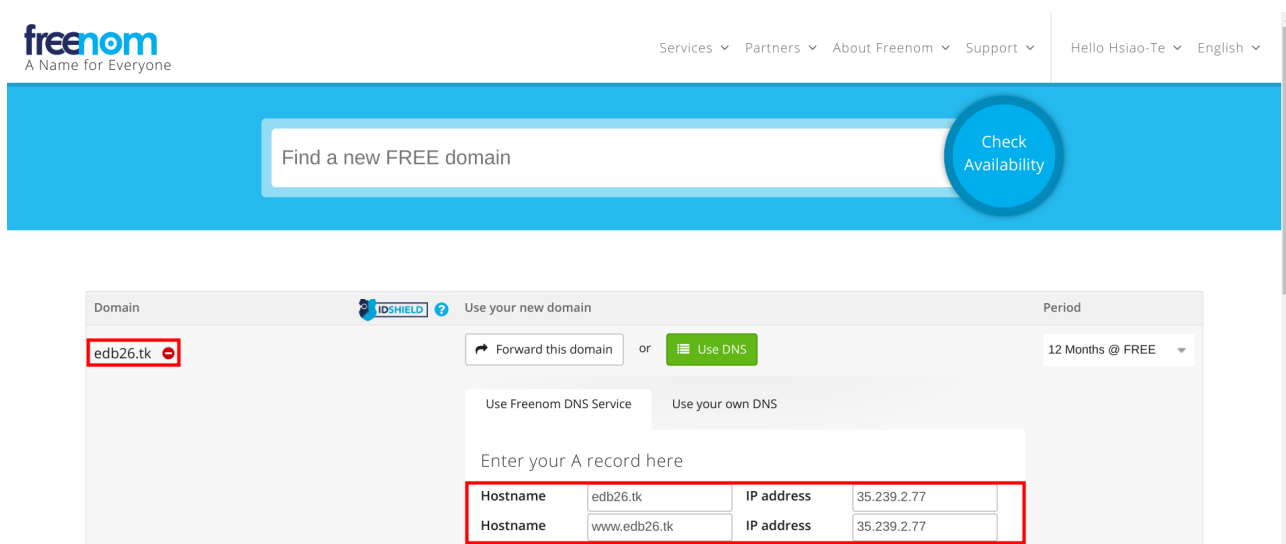 freenom
A Name for Everyone
Services Partners About Freenom Support Hello Hsiao-Te English
Find a new FREE domain
Check
Availability
Domain IDSHIELD ? Use your new domain Period
edb26.tk Forward this domain or Use DNS 12 Months @ FREE
Use Freenom DNS Service Use your own DNS
Enter your A record here
Hostname edb26.tk IP address 35.239.2.77
Hostname www.edb26.tk IP address 35.239.2.77